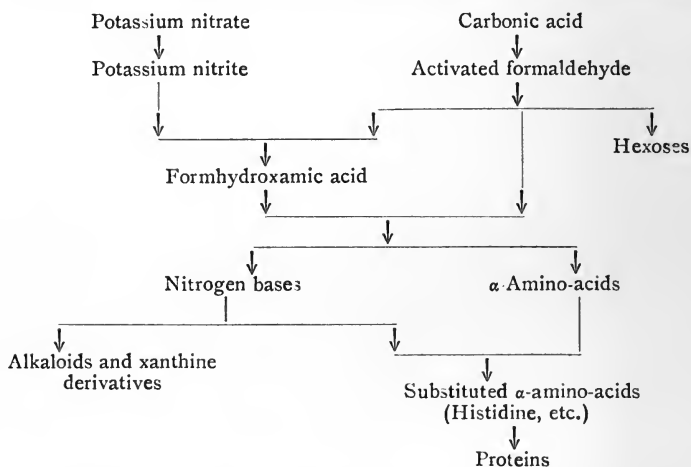 Potassium nitrate
Carbonic acid
Potassium nitrite
Activated formaldehyde
Hexoses
Formhydroxamic acid
Nitrogen bases
α-Amino-acids
Alkaloids and xanthine
derivatives
Substituted α-amino-acids
(Histidine, etc.)
Proteins